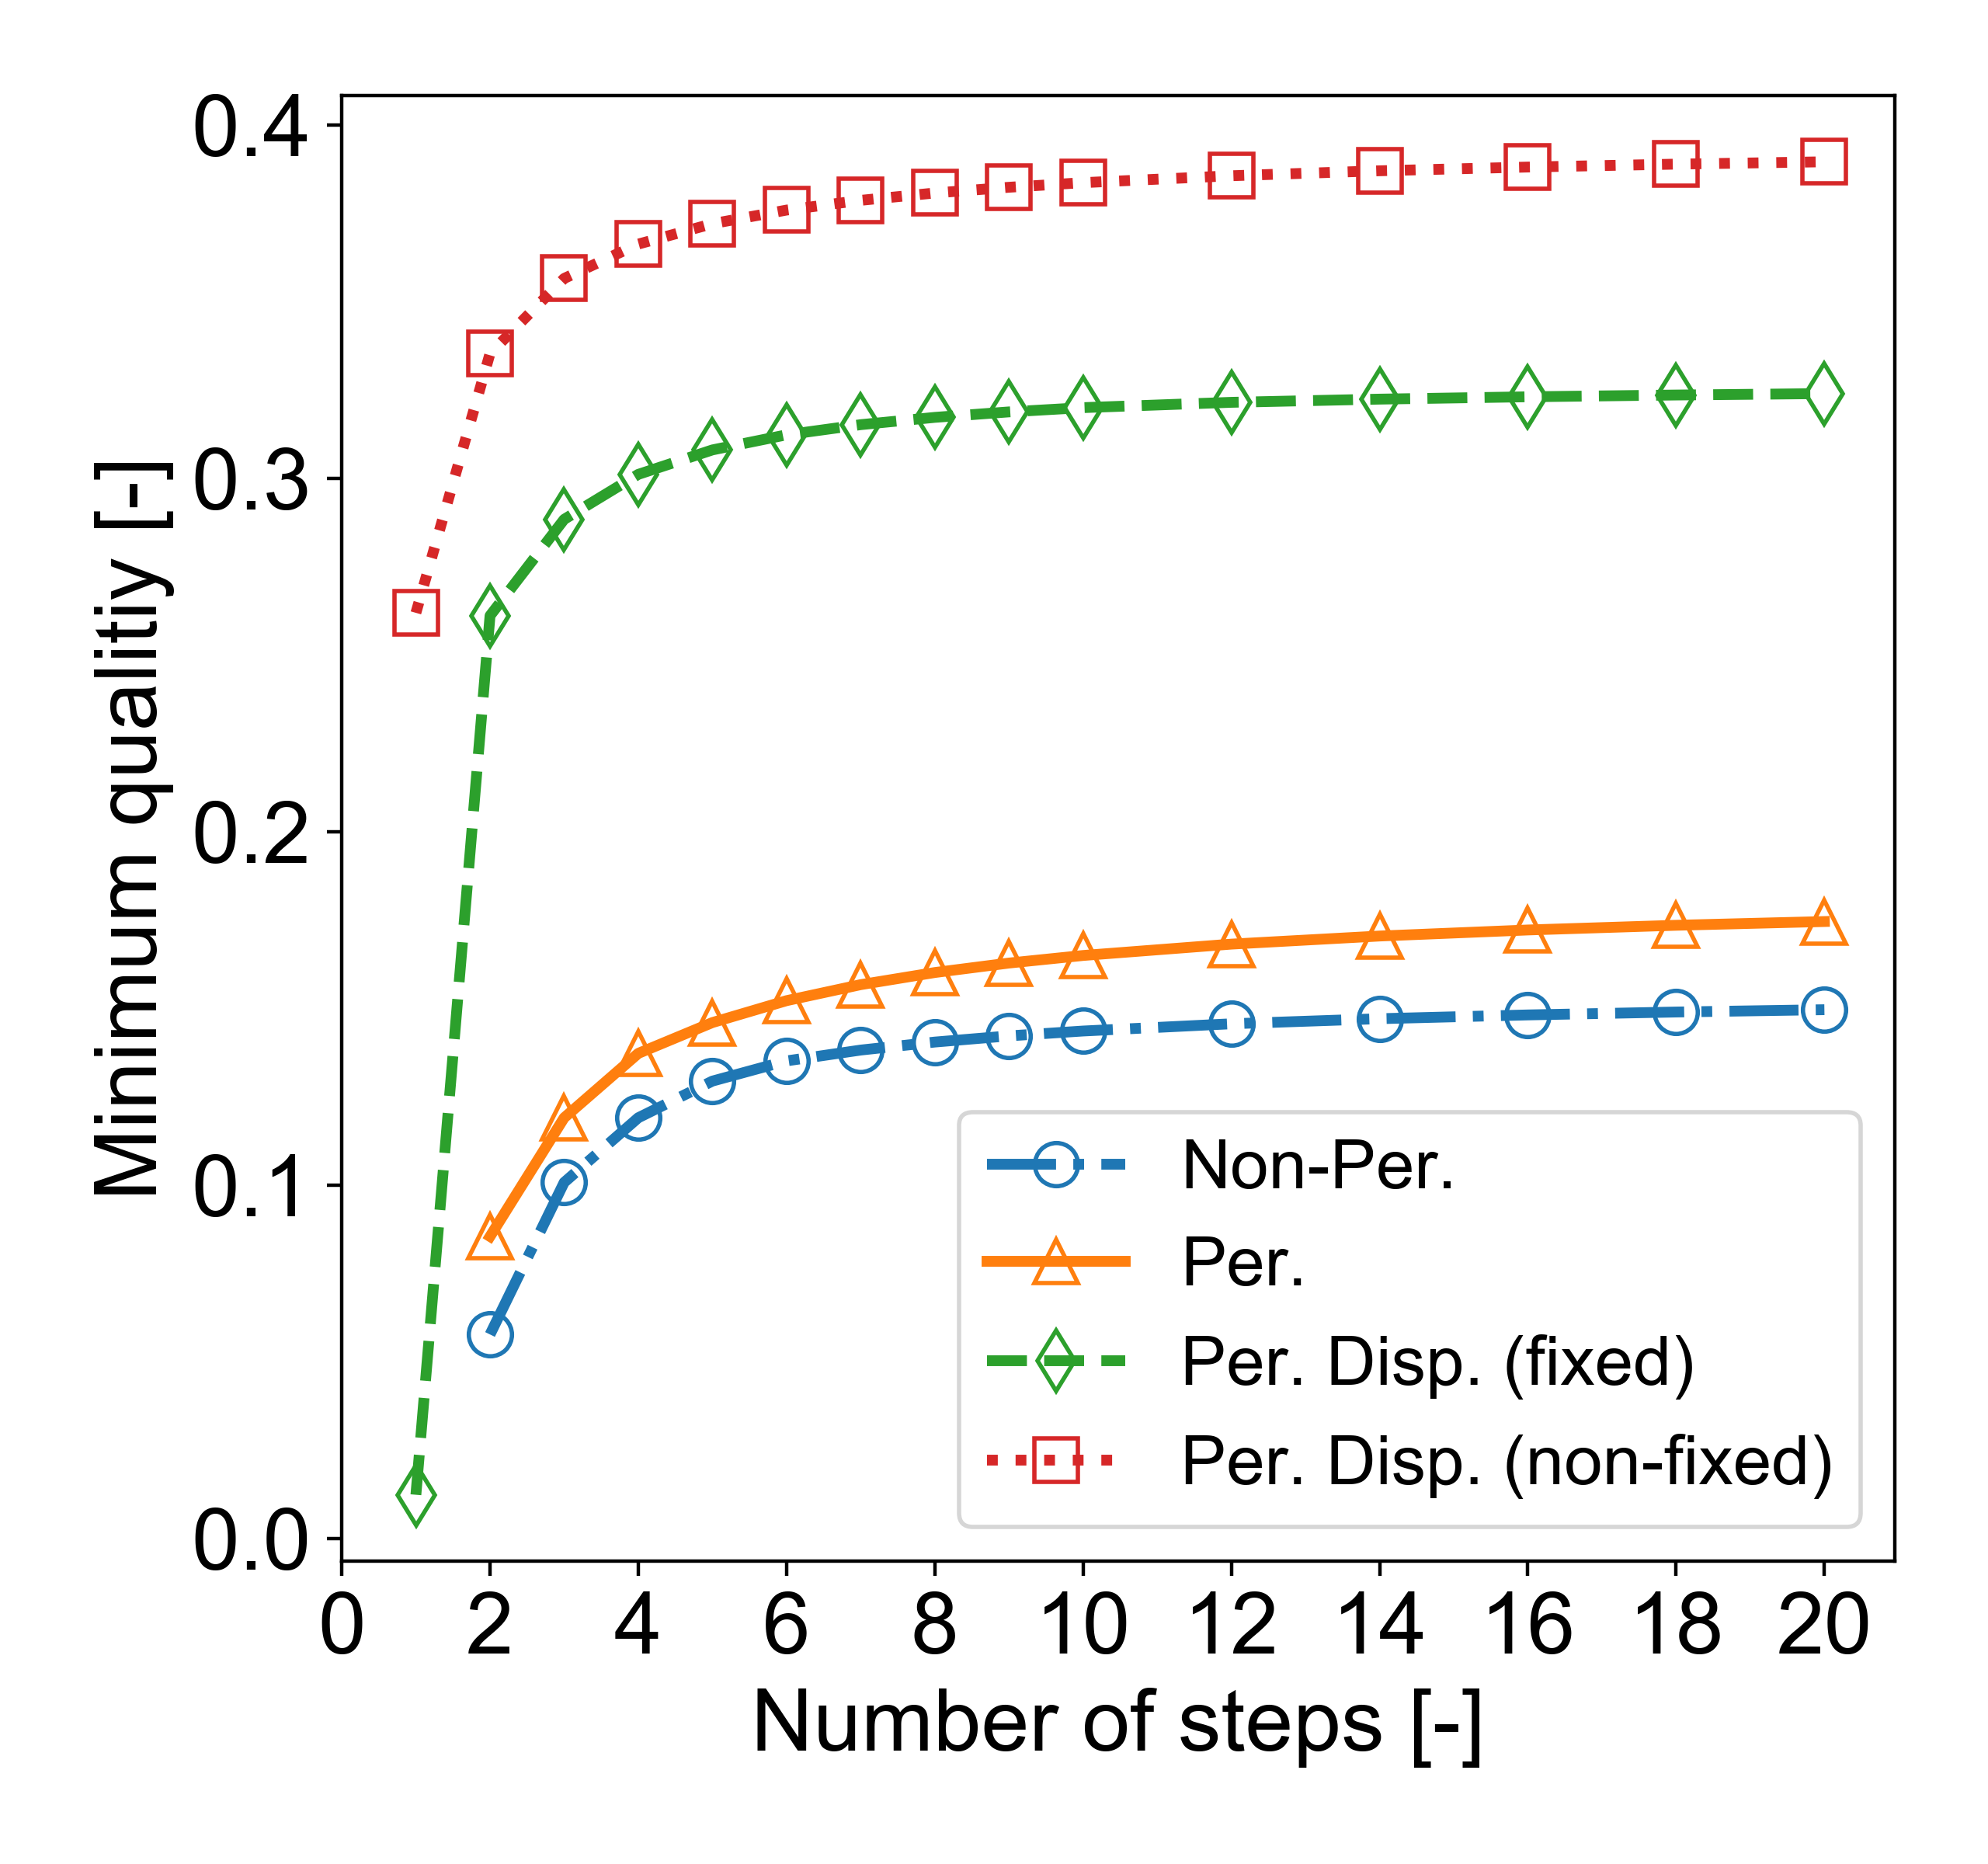 0.4
0.3
0.2
0.1
0.0
Minimum qualitiy [-]
0 2 4 6 8 10 12 14 16 18 20
Number of steps [-]
Non-Per.
Per.
Per. Disp. (fixed)
Per. Disp. (non-fixed)